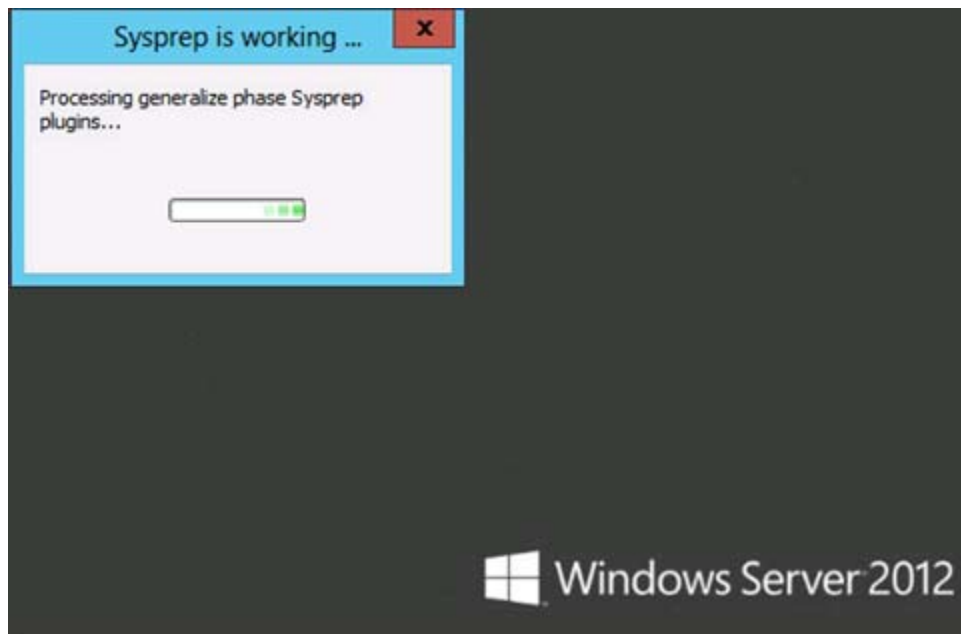 Sysprep is working ...
x
Processing generalize phase Sysprep
plugins...
Windows Server 2012